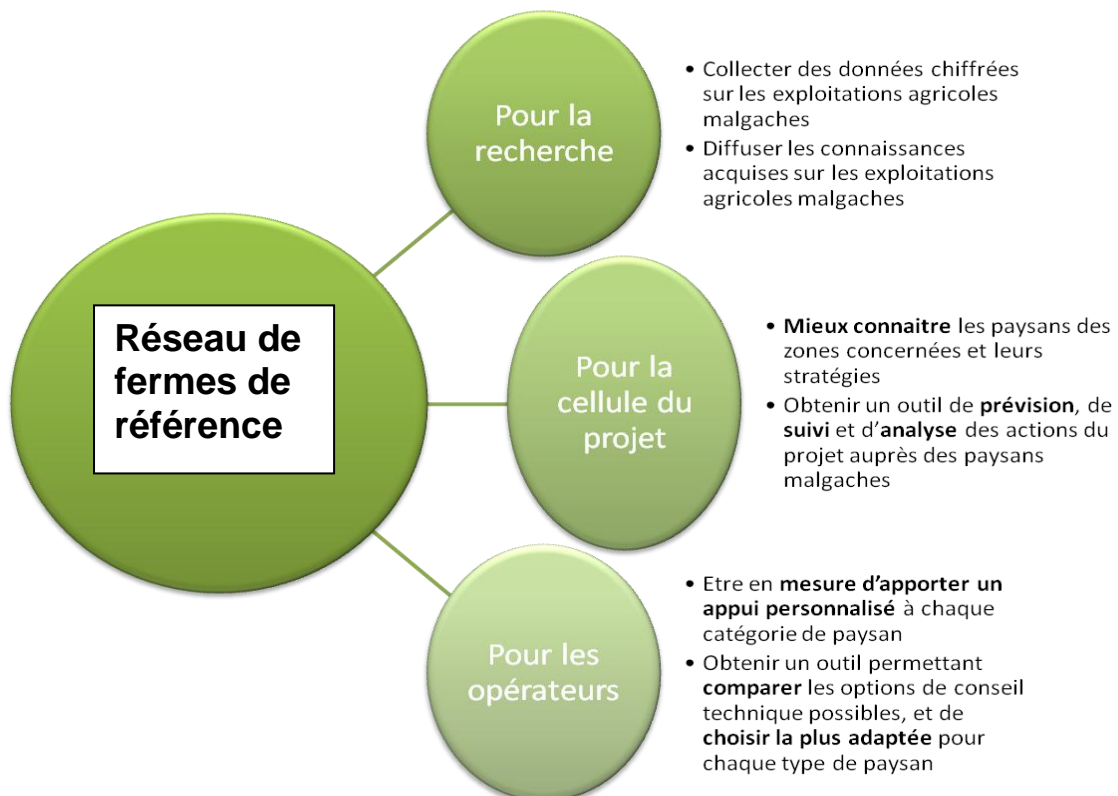 Réseau de
fermes de
référence
Pour la
recherche
• Collecter des données chiffrées
sur les exploitations agricoles
malgaches
• Diffuser les connaissances
acquises sur les exploitations
agricoles malgaches
Pour la
cellule du
projet
• Mieux connaitre les paysans des
zones concernées et leurs
stratégies
• Obtenir un outil de prévision, de
suivi et d'analyse des actions du
projet auprès des paysans
malgaches
Pour les
opérateurs
• Etre en mesure d'apporter un
appui personnalisé à chaque
catégorie de paysan
• Obtenir un outil permettant
comparer les options de conseil
technique possibles, et de
choisir la plus adaptée pour
chaque type de paysan